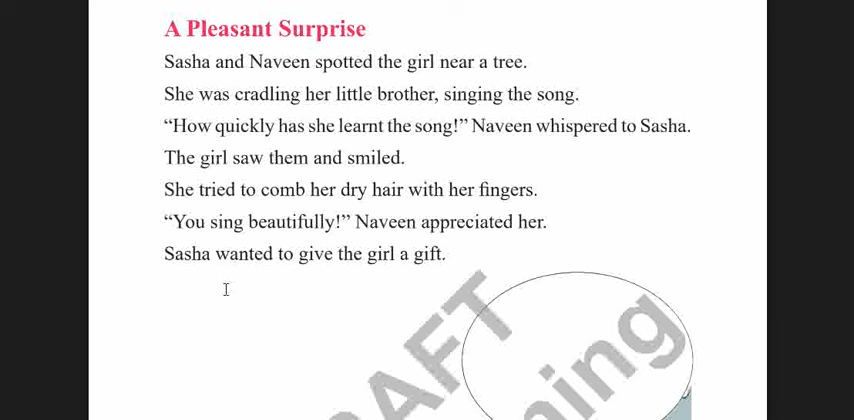 A Pleasant Surprise
Sasha and Naveen spotted the girl near a tree.
She was cradling her little brother, singing the song.
“How quickly has she learnt the song!” Naveen whispered to Sasha.
The girl saw them and smiled.
She tried to comb her dry hair with her fingers.
“You sing beautifully!” Naveen appreciated her.
Sasha wanted to give the girl a gift.